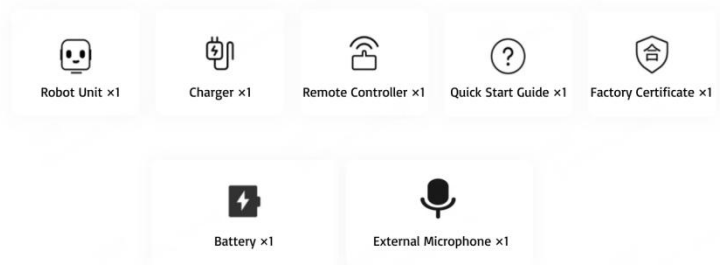 Robot Unit ×1
Charger ×1
Remote Controller ×1
Quick Start Guide ×1
Factory Certificate ×1
Battery ×1
External Microphone ×1
?
合